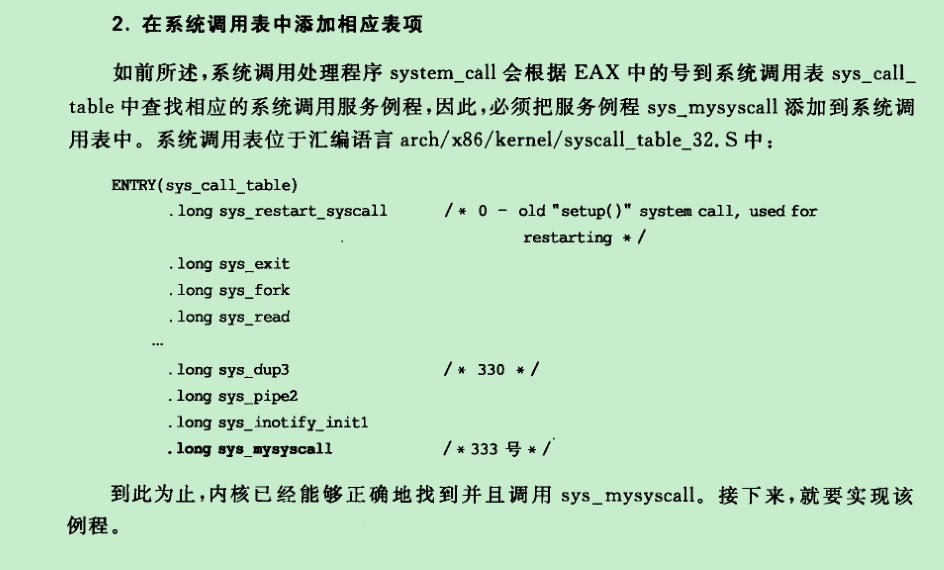 2. 在系统调用表中添加相应表项
如前所述,系统调用处理程序 system_call 会根据 EAX 中的号到系统调用表 sys_call_
table 中查找相应的系统调用服务例程,因此,必须把服务例程 sys_mysyscall 添加到系统调
用表中。系统调用表位于汇编语言 arch/x86/kernel/syscall_table_32.S 中:
ENTRY(sys_call_table)
.long sys_restart_syscall /* 0 - old "setup()" system call, used for
restarting */
.long sys_exit
.long sys_fork
.long sys_read
...
.long sys_dup3 /* 330 */
.long sys_pipe2
.long sys_inotify_init1
.long sys_mysyscall /*333 号*/
到此为止,内核已经能够正确地找到并且调用 sys_mysyscall。接下来,就要实现该
例程。